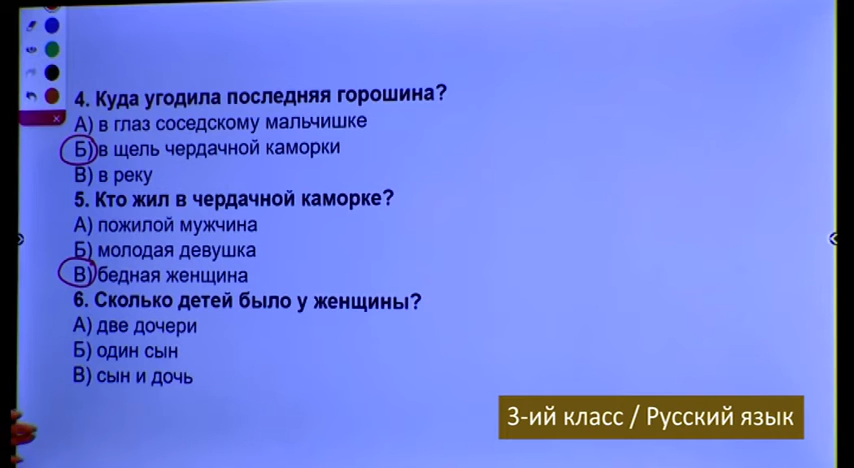 4. Куда угодила последняя горошина?
А) в глаз соседскому мальчишке
Б) в щель чердачной каморки
В) в реку
5. Кто жил в чердачной каморке?
А) пожилой мужчина
Б) молодая девушка
В) бедная женщина
6. Сколько детей было у женщины?
А) две дочери
Б) один сын
В) сын и дочь
3-ий класс / Русский язык